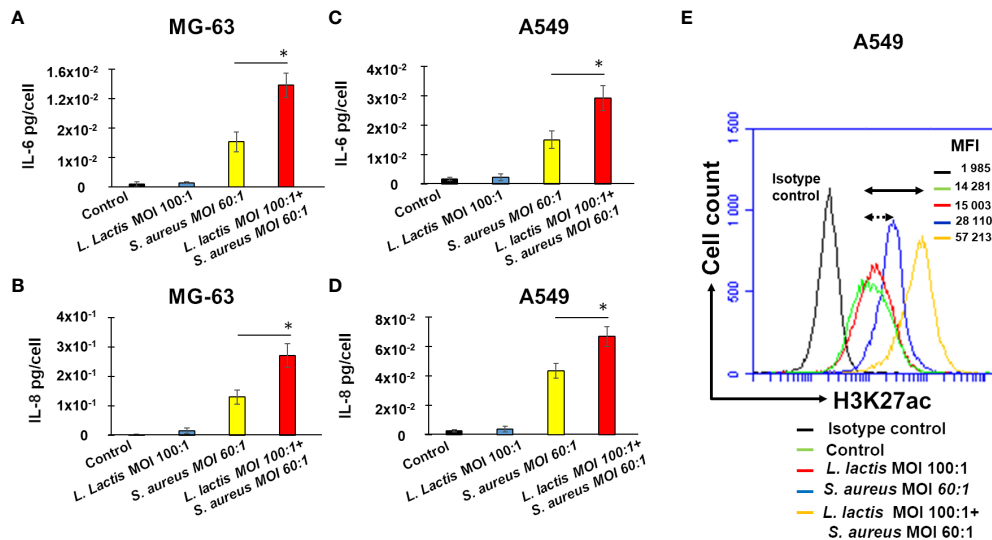 A
MG-63
IL-6 pg/cell
1.6x10-2
1.2x10-2
2x10-2
1x10-2
0
*
Control
L. Lactis MOI 100:1
S. aureus MOI 60:1
L. lactis MOI 100:1+
S. aureus MOI 60:1
C
A549
IL-6 pg/cell
4x10-2
3x10-2
2x10-2
1x10-2
0
*
Control
L. Lactis MOI 100:1
S. aureus MOI 60:1
L. lactis MOI 100:1+
S. aureus MOI 60:1
B
MG-63
IL-8 pg/cell
4x10-1
3x10-1
2x10-1
1x10-1
0
*
Control
L. Lactis MOI 100:1
S. aureus MOI 60:1
L. lactis MOI 100:1+
S. aureus MOI 60:1
D
A549
IL-8 pg/cell
8x10-2
6x10-2
4x10-2
2x10-2
0
*
Control
L. Lactis MOI 100:1
S. aureus MOI 60:1
L. lactis MOI 100:1+
S. aureus MOI 60:1
E
A549
Cell count
1 500
1 000
500
0
Isotype control
MFI
1 985
14 281
15 003
28 110
57 213
H3K27ac
Isotype control
Control
L. lactis MOI 100:1
S. aureus MOI 60:1
L. lactis MOI 100:1+
S. aureus MOI 60:1